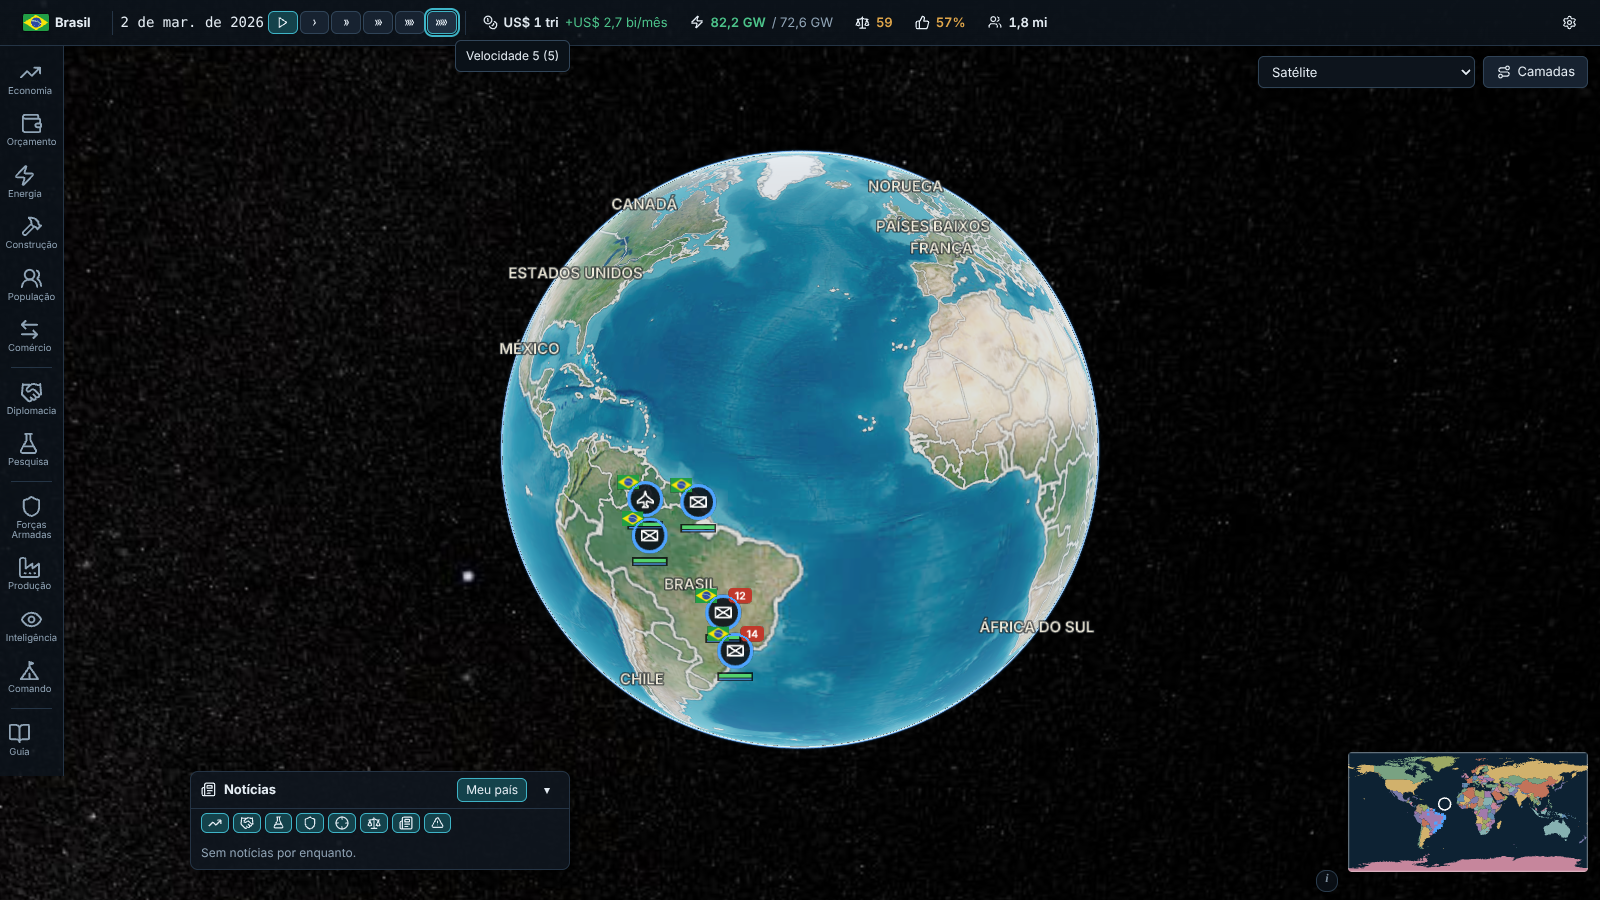 Brasil
2 de mar. de 2026
US$ 1 tri +US$ 2,7 bi/mês
82,2 GW / 72,6 GW
59
57%
1,8 mi
Velocidade 5 (5)
Satélite
Camadas
Economia
Orçamento
Energia
Construção
População
Comércio
Diplomacia
Pesquisa
Forças
Armadas
Produção
Inteligência
Comando
Guia
NORUEGA
CANADÁ
PAÍSES BAIXOS
FRANÇA
ESTADOS UNIDOS
MÉXICO
BRASIL
12
14
ÁFRICA DO SUL
CHILE
Notícias
Meu país
Sem notícias por enquanto.
i